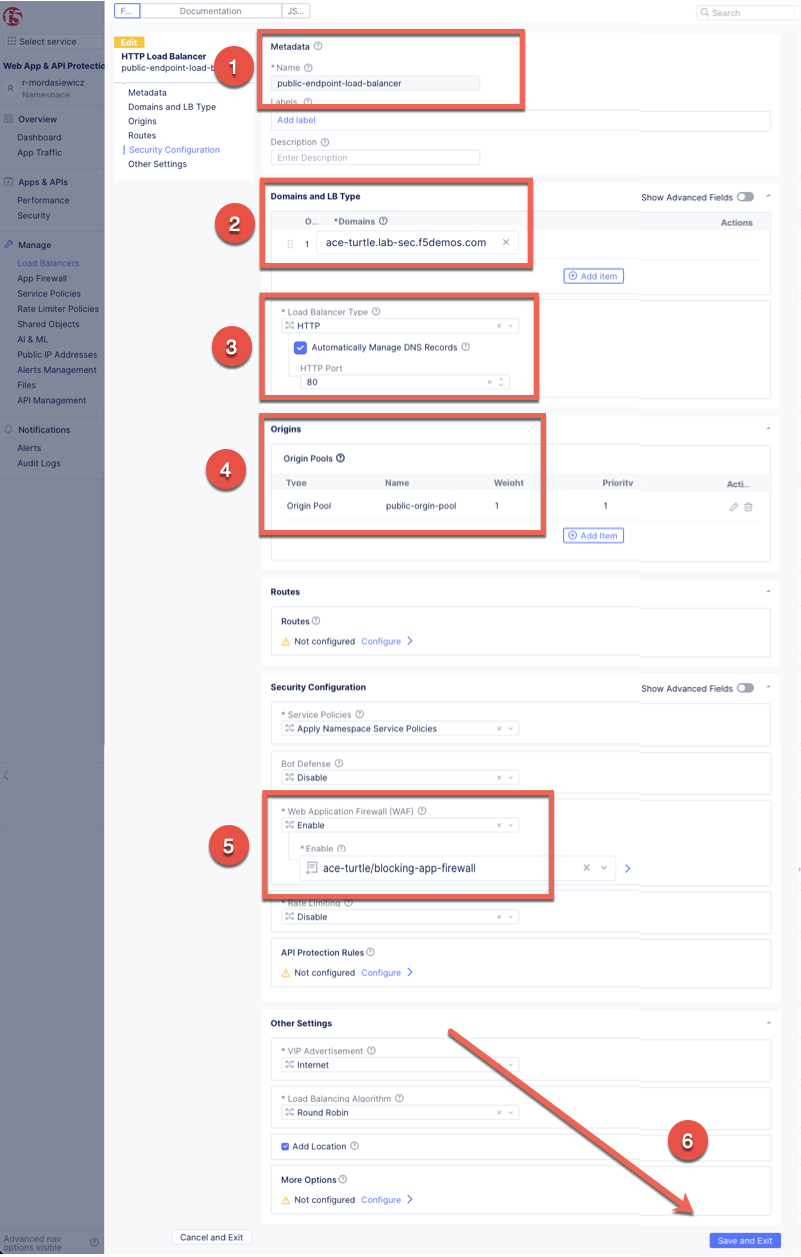 F...
Documentation
JS...
Search
Select service
Web App & API Protectio
R
r-mordasiewicz
Namespace
Overview
Dashboard
App Traffic
Apps & APIs
Performance
Security
Manage
Load Balancers
App Firewall
Service Policies
Rate Limiter Policies
Shared Objects
AI & ML
Public IP Addresses
Alerts Management
Files
API Management
Notifications
Alerts
Audit Logs
Advanced nav
options visible
Edit
HTTP Load Balancer
public-endpoint-load-b
Metadata
Domains and LB Type
Origins
Routes
Security Configuration
Other Settings
1
Metadata
* Name
public-endpoint-load-balancer
Labels
Add label
Description
Enter Description
2
Domains and LB Type
Show Advanced Fields
O... *Domains
Actions
1 ace-turtle.lab-sec.f5demos.com
Add item
3
* Load Balancer Type
HTTP
Automatically Manage DNS Records
HTTP Port
80
4
Origins
Origin Pools
Type Name Weight Priority Acti...
Origin Pool public-orgin-pool 1 1
Add Item
Routes
Routes
Not configured Configure
Security Configuration
Show Advanced Fields
* Service Policies
Apply Namespace Service Policies
Bot Defense
Disable
5
* Web Application Firewall (WAF)
Enable
* Enable
ace-turtle/blocking-app-firewall
* Rate Limiting
Disable
API Protection Rules
Not configured Configure
Other Settings
* VIP Advertisement
Internet
* Load Balancing Algorithm
Round Robin
6
Add Location
More Options
Not configured Configure
Cancel and Exit
Save and Exit